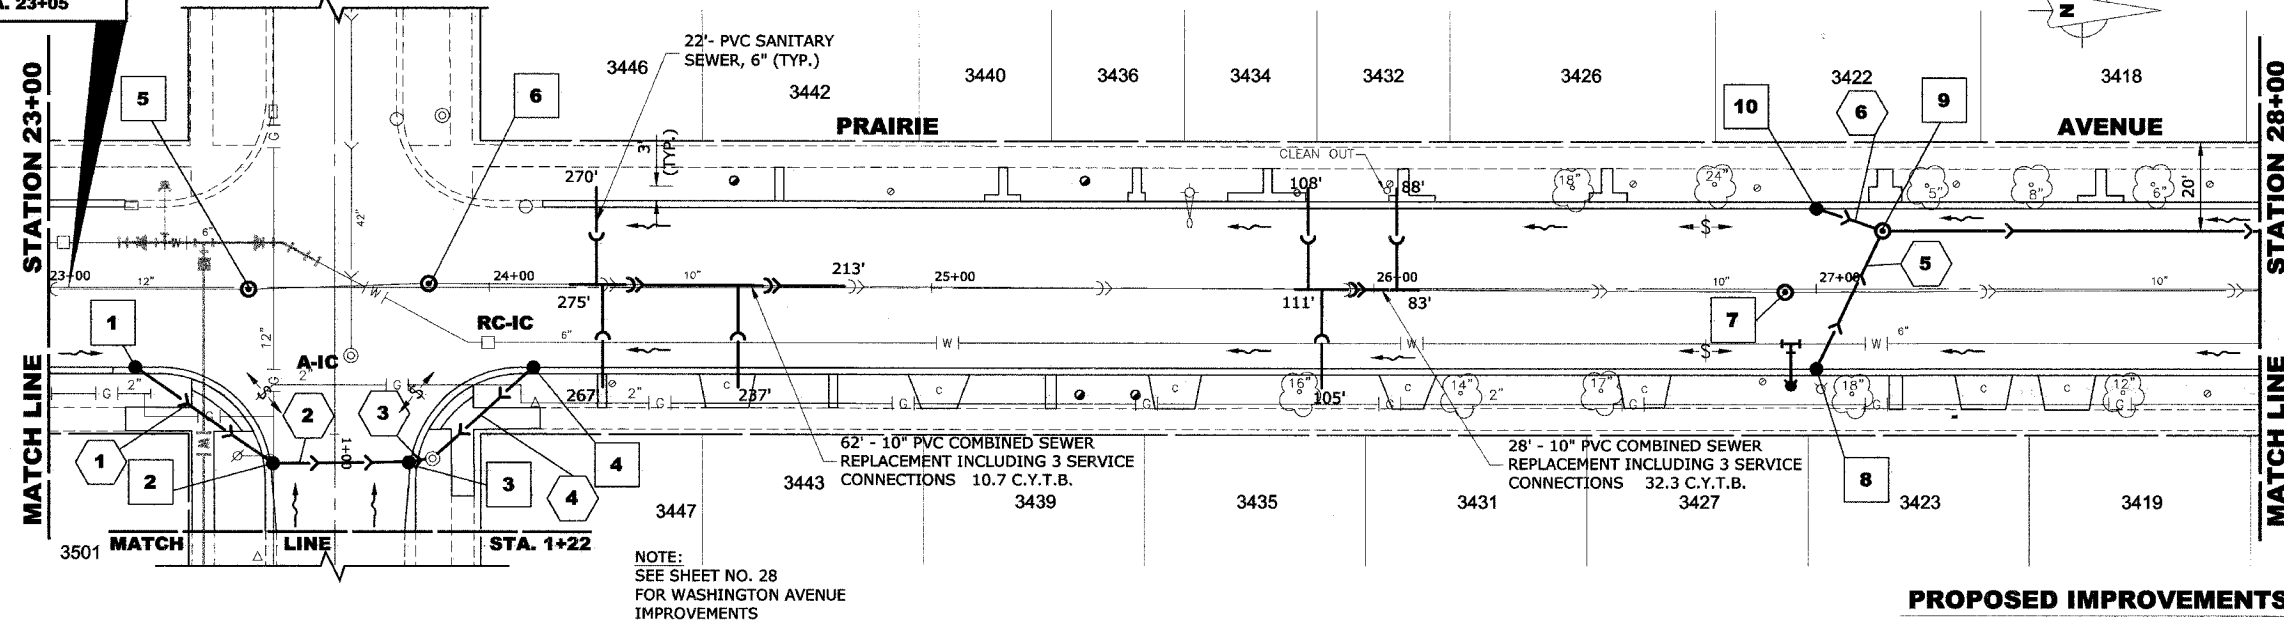 A. 23+05
MATCH LINE STATION 23+00
MATCH LINE STATION 28+00
N
5
6
22'- PVC SANITARY
SEWER, 6" (TYP.)
3446
3442
3440
3436
3434
3432
3426
3422
3418
10
6
9
PRAIRIE
AVENUE
3'
(TYP.)
CLEAN OUT
270'
108'
88'
18"
24"
5"
8"
6"
20'
G
42"
W
6"
S
S
23+00
12"
24+00
10"
213'
25+00
26+00
10"
27+00
10"
5
275'
111'
83'
7
1
RC-IC
W
6"
W
W
6"
W
12"
A-IC
S
G
2"
G
2"
G
S
267'
2"
G
C
237'
G
C
G
C
16"
105'
G
C
14"
2"
17"
G
C
18"
G
C
C
12"
G
1
2
3
2
1+00
3
4
4
8
62' - 10" PVC COMBINED SEWER
REPLACEMENT INCLUDING 3 SERVICE
CONNECTIONS 10.7 C.Y.T.B.
28' - 10" PVC COMBINED SEWER
REPLACEMENT INCLUDING 3 SERVICE
CONNECTIONS 32.3 C.Y.T.B.
3501
MATCH LINE STA. 1+22
3447
3443
3439
3435
3431
3427
3423
3419
NOTE:
SEE SHEET NO. 28
FOR WASHINGTON AVENUE
IMPROVEMENTS
PROPOSED IMPROVEMENTS